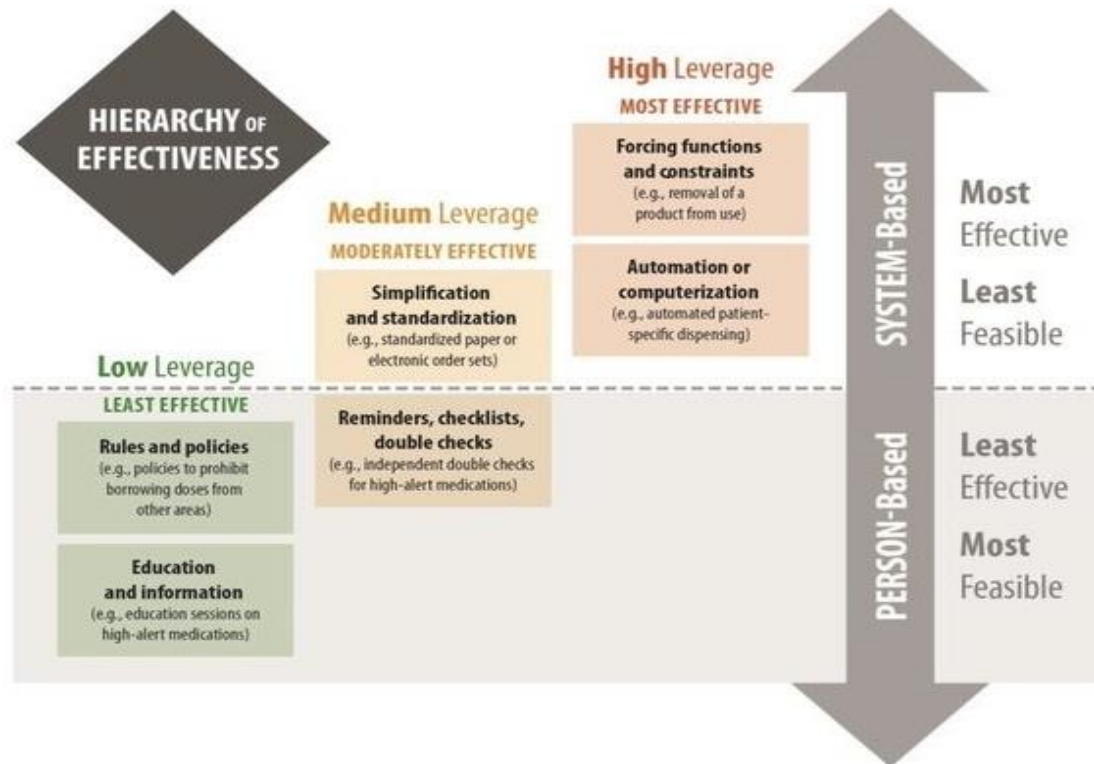 HIERARCHY OF
EFFECTIVENESS
High Leverage
MOST EFFECTIVE
Forcing functions
and constraints
(e.g., removal of a
product from use)
Automation or
computerization
(e.g., automated patient-
specific dispensing)
Medium Leverage
MODERATELY EFFECTIVE
Simplification
and standardization
(e.g., standardized paper or
electronic order sets)
Reminders, checklists,
double checks
(e.g., independent double checks
for high-alert medications)
Low Leverage
LEAST EFFECTIVE
Rules and policies
(e.g., policies to prohibit
borrowing doses from
other areas)
Education
and information
(e.g., education sessions on
high-alert medications)
SYSTEM-Based
PERSON-Based
Most
Effective
Least
Feasible
Least
Effective
Most
Feasible